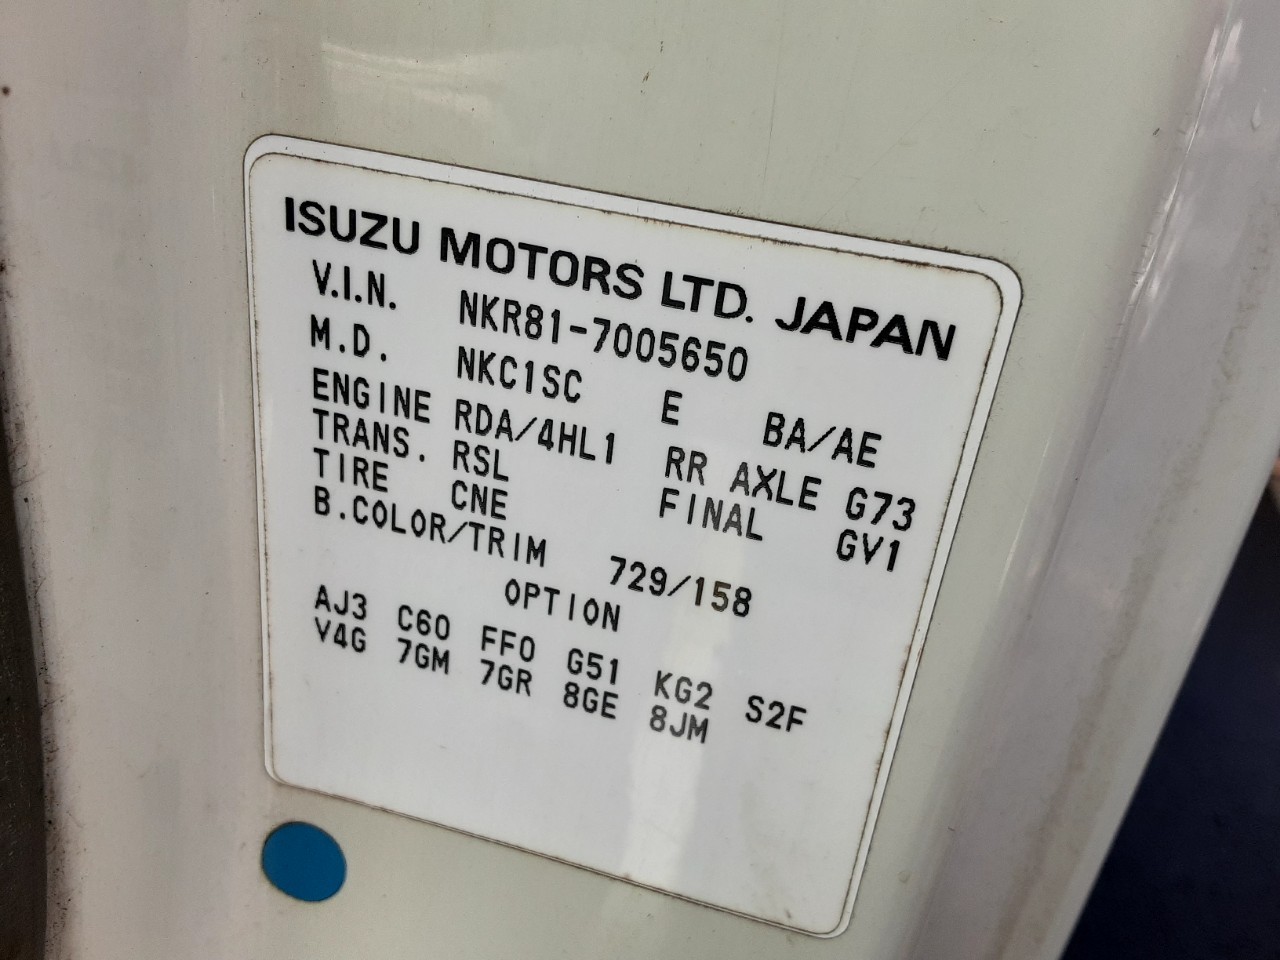 ISUZU MOTORS LTD. JAPAN
V.I.N. NKR81-7005650
M.D. NKC1SC E BA/AE
ENGINE RDA/4HL1 RR AXLE G73
TRANS. RSL FINAL GV1
TIRE CNE
B.COLOR/TRIM 729/158
OPTION
AJ3 C60 FF0 G51 KG2 S2F
V4G 7GM 7GR 8GE 8JM